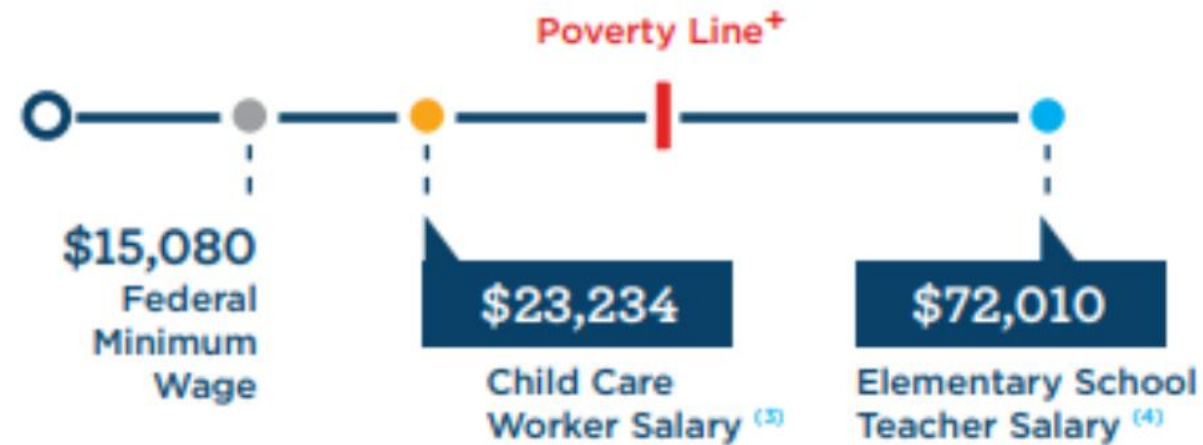 Poverty Line+
$15,080
Federal
Minimum
Wage
$23,234
Child Care
Worker Salary (3)
$72,010
Elementary School
Teacher Salary (4)